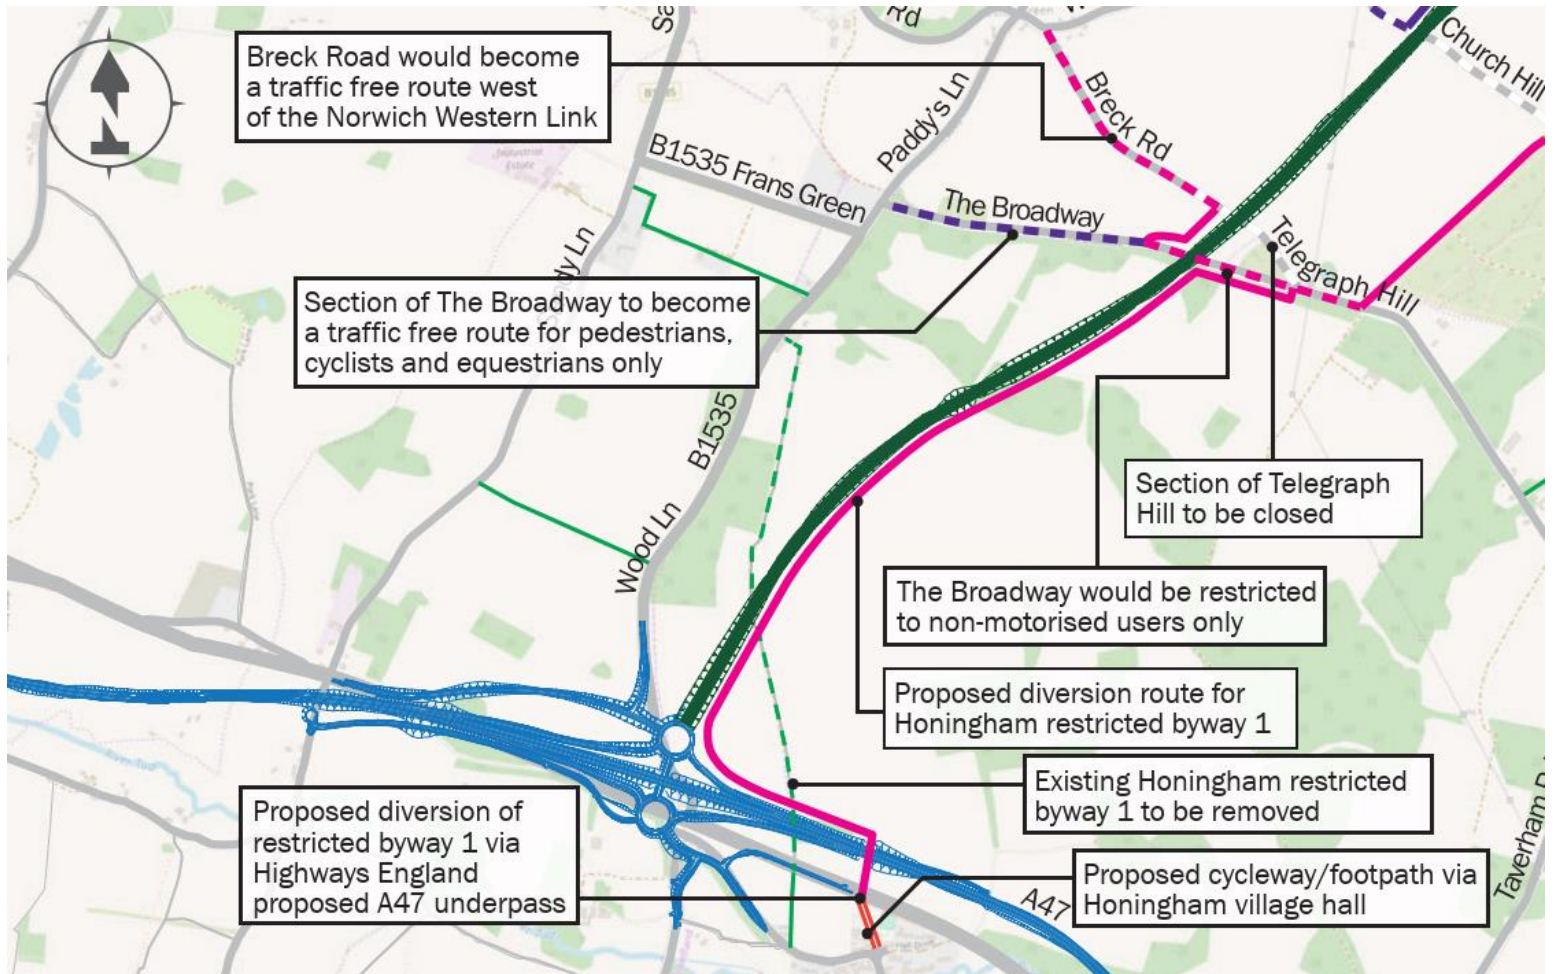 Rd
Sa
Church Hill
Breck Road would become
a traffic free route west
of the Norwich Western Link
N
Breck Rd
Paddy's Ln
B1535 Frans Green
The Broadway
Telegraph Hill
Section of The Broadway to become
a traffic free route for pedestrians,
cyclists and equestrians only
B1535
Section of Telegraph
Hill to be closed
Wood Ln
The Broadway would be restricted
to non-motorised users only
Proposed diversion route for
Honingham restricted byway 1
Existing Honingham restricted
byway 1 to be removed
Proposed diversion of
restricted byway 1 via
Highways England
proposed A47 underpass
Proposed cycleway/footpath via
Honingham village hall
A47
Taverham